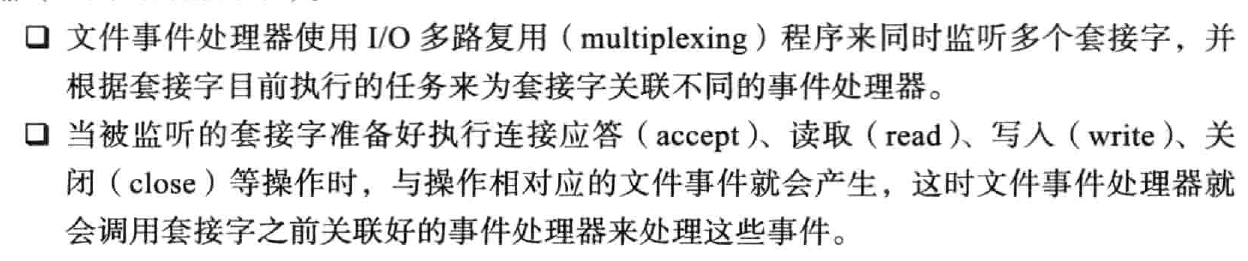 ❑ 文件事件处理器使用 I/O 多路复用（multiplexing）程序来同时监听多个套接字，并
根据套接字目前执行的任务来为套接字关联不同的事件处理器。
❑ 当被监听的套接字准备好执行连接应答（accept）、读取（read）、写人（write）、关
闭（close）等操作时，与操作相对应的文件事件就会产生，这时文件事件处理器就
会调用套接字之前关联好的事件处理器来处理这些事件。